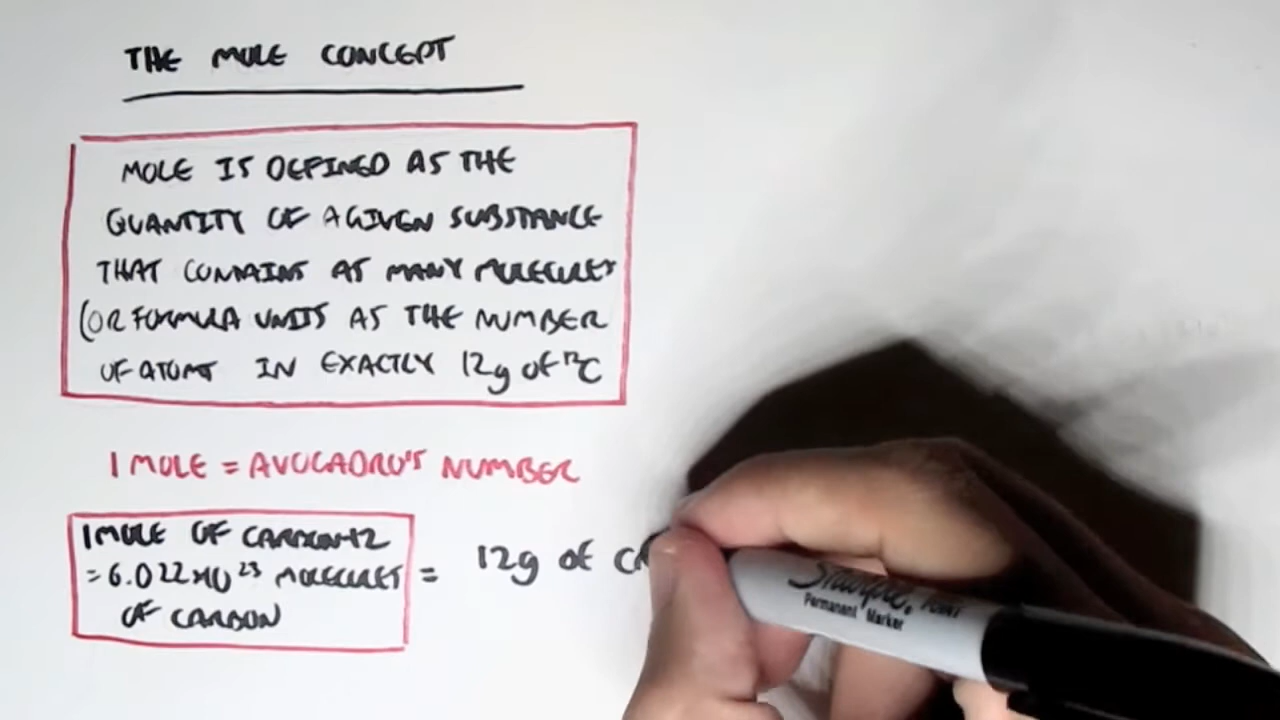 THE MOLE CONCEPT
MOLE IS DEFINED AS THE
QUANTITY OF A GIVEN SUBSTANCE
THAT CONTAINS AS MANY MOLECULES
(OR FORMULA UNITS AS THE NUMBER
OF ATOMS IN EXACTLY 12g OF ¹²C
1 MOLE = AVOGADRO'S NUMBER
1 MOLE OF CARBON-12
= 6.022×10²³ MOLECULES = 12g OF
OF CARBON
Sharpie
Permanent Marker